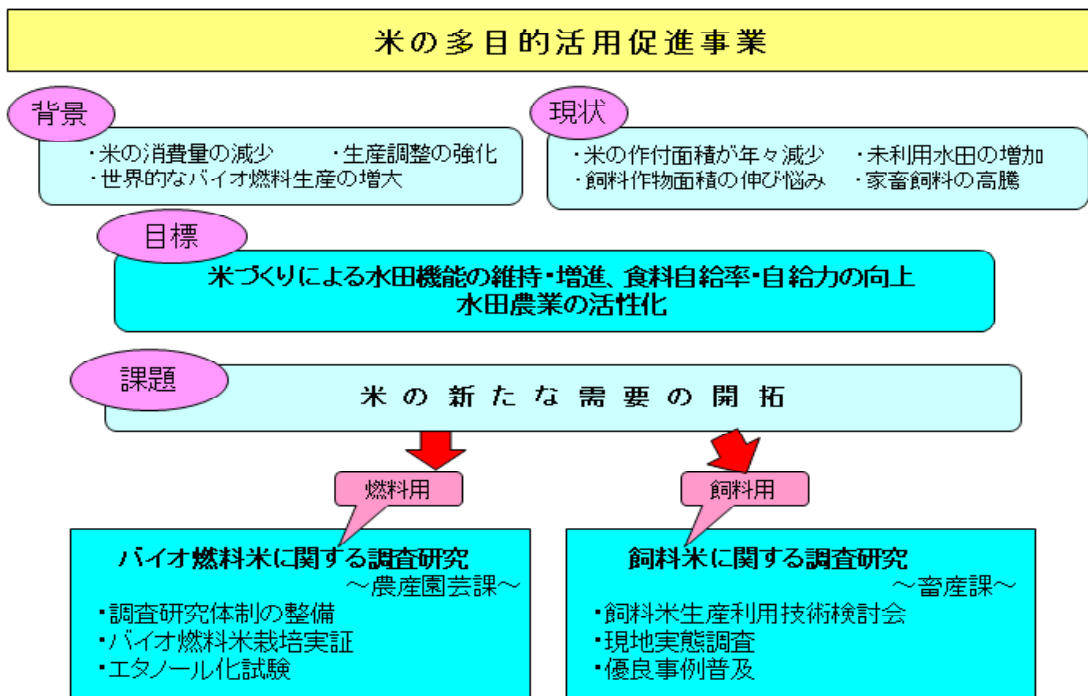 米の多目的活用促進事業
背景
・米の消費量の減少　・生産調整の強化
・世界的なバイオ燃料生産の増大
現状
・米の作付面積が年々減少　・未利用水田の増加
・飼料作物面積の伸び悩み　・家畜飼料の高騰
目標
米づくりによる水田機能の維持・増進、食料自給率・自給力の向上
水田農業の活性化
課題
米の新たな需要の開拓
燃料用
バイオ燃料米に関する調査研究
～農産園芸課～
・調査研究体制の整備
・バイオ燃料米栽培実証
・エタノール化試験
飼料用
飼料米に関する調査研究
～畜産課～
・飼料米生産利用技術検討会
・現地実態調査
・優良事例普及